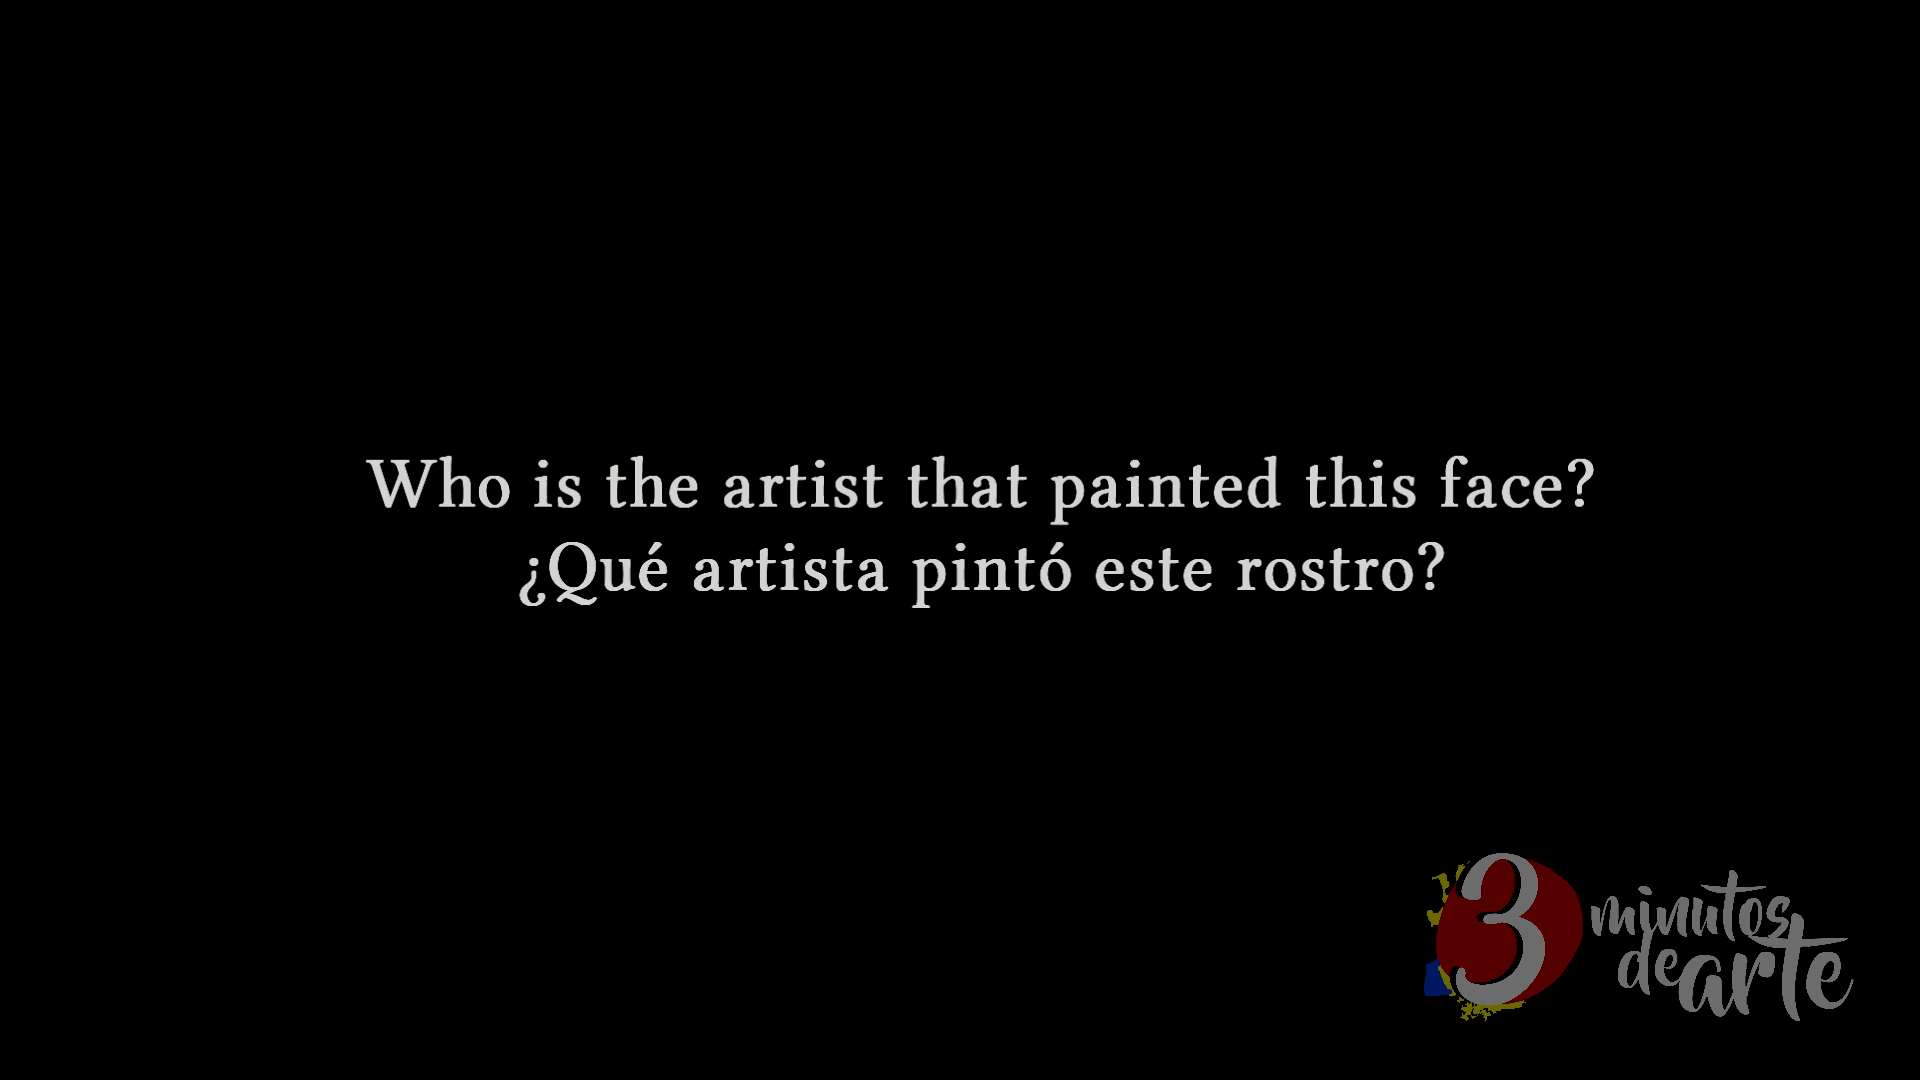 Who is the artist that painted this face?
¿Qué artista pintó este rostro?
3 minutos
de arte